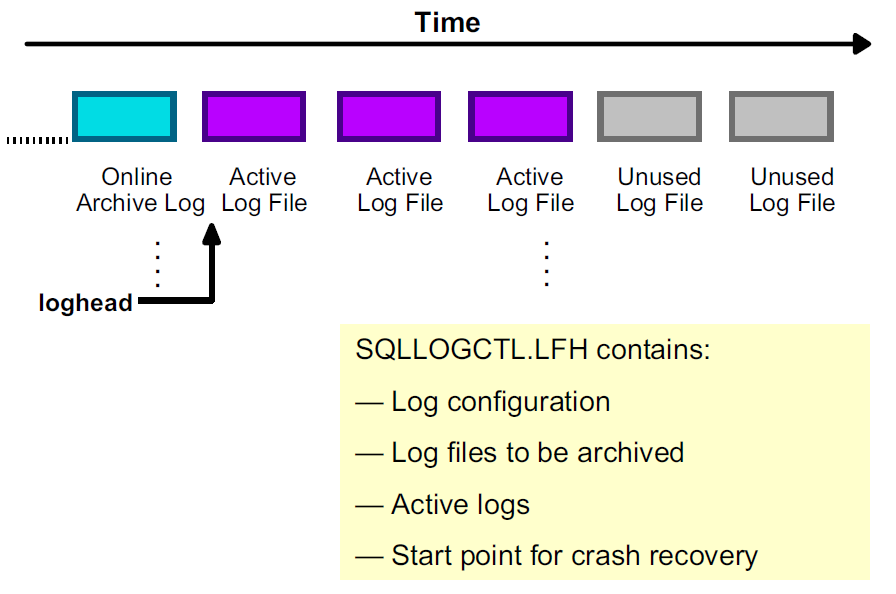 Time
Online Active Active Active Unused Unused
Archive Log Log File Log File Log File Log File Log File
loghead
SQLLOGCTL.LFH contains:
— Log configuration
— Log files to be archived
— Active logs
— Start point for crash recovery